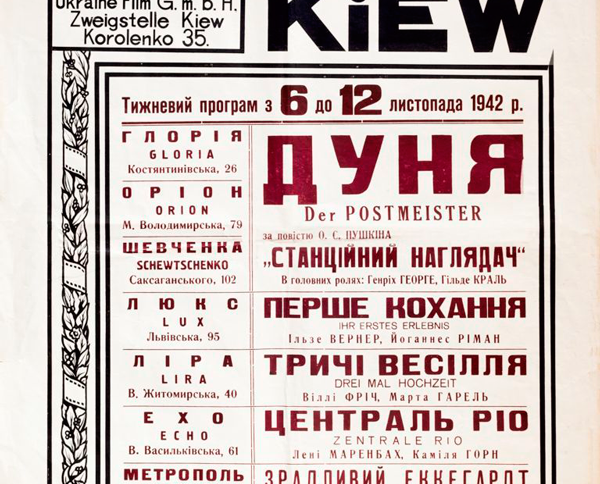 Ukraine Film G. m. b. H.
Zweigstelle Kiew
Korolenko 35.
KiEW
Тижневий програм з 6 до 12 листопада 1942 р.
ГЛОРІЯ
GLORIA
Костянтинівська, 26
ОРІОН
ORION
М. Володимирська, 79
ШЕВЧЕНКА
SCHEWTSCHENKO
Саксаганського, 102
ДУНЯ
Der POSTMEISTER
за повістю О. С. ПУШКІНА
„СТАНЦІЙНИЙ НАГЛЯДАЧ“
В головних ролях: Генріх ГЕОРГЕ, Гільде КРАЛЬ
ЛЮКС
LUX
Львівська, 95
ПЕРШЕ КОХАННЯ
IHR ERSTES ERLEBNIS
Ільзе ВЕРНЕР, Йоганнес РІМАН
ЛІРА
LIRA
В. Житомирська, 40
ТРИЧІ ВЕСІЛЛЯ
DREI MAL HOCHZEIT
Віллі ФРІЧ, Марта ГАРЕЛЬ
ЕХО
ECHO
В. Васильківська, 61
ЦЕНТРАЛЬ РІО
ZENTRALE RIO
Лені МАРЕНБАХ, Каміля ГОРН
МЕТРОПОЛЬ
ЗРАДЛИВИЙ ЕККЕГАРДТ